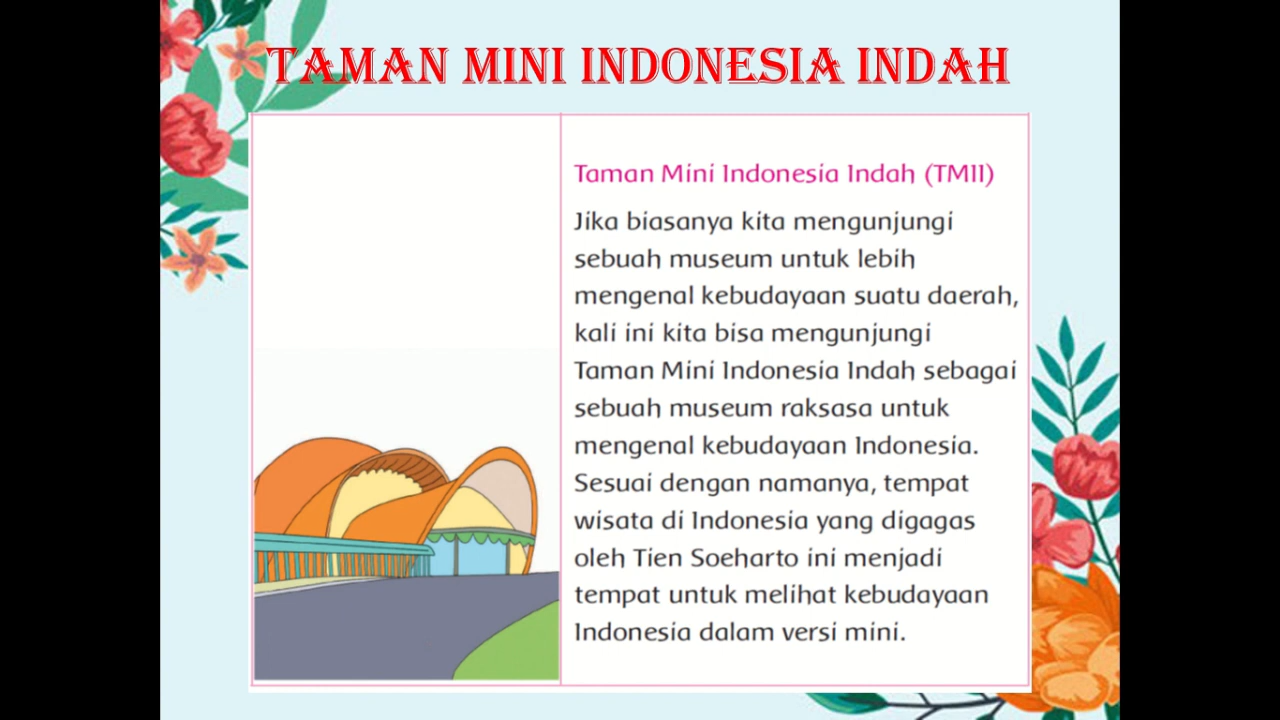 TAMAN MINI INDONESIA INDAH
Taman Mini Indonesia Indah (TMII)
Jika biasanya kita mengunjungi
sebuah museum untuk lebih
mengenal kebudayaan suatu daerah,
kali ini kita bisa mengunjungi
Taman Mini Indonesia Indah sebagai
sebuah museum raksasa untuk
mengenal kebudayaan Indonesia.
Sesuai dengan namanya, tempat
wisata di Indonesia yang digagas
oleh Tien Soeharto ini menjadi
tempat untuk melihat kebudayaan
Indonesia dalam versi mini.